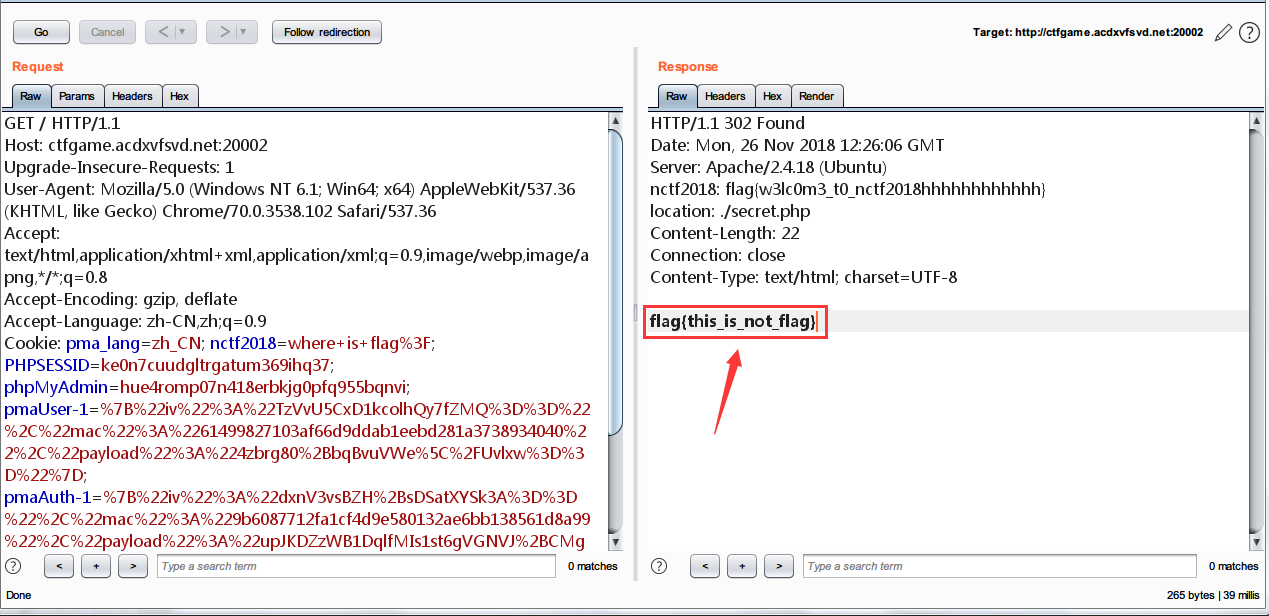 Go
Cancel
<
>
Follow redirection
Target: http://ctfgame.acdxvfsvd.net:20002
?
Request
Raw
Params
Headers
Hex
GET / HTTP/1.1
Host: ctfgame.acdxvfsvd.net:20002
Upgrade-Insecure-Requests: 1
User-Agent: Mozilla/5.0 (Windows NT 6.1; Win64; x64) AppleWebKit/537.36
(KHTML, like Gecko) Chrome/70.0.3538.102 Safari/537.36
Accept:
text/html,application/xhtml+xml,application/xml;q=0.9,image/webp,image/a
png,*/*;q=0.8
Accept-Encoding: gzip, deflate
Accept-Language: zh-CN,zh;q=0.9
Cookie: pma_lang=zh_CN; nctf2018=where+is+flag%3F;
PHPSESSID=ke0n7cuudgltrgatum369ihq37;
phpMyAdmin=hue4romp07n418erbkjg0pfq955bqnvi;
pmaUser-1=%7B%22iv%22%3A%22TzVvU5CxD1kcolhQy7fZMQ%3D%3D%22
%2C%22mac%22%3A%2261499827103af66d9ddab1eebd281a3738934040%2
2%2C%22payload%22%3A%224zbrg80%2BbqBvuVWe%5C%2FUvlxw%3D%3
D%22%7D;
pmaAuth-1=%7B%22iv%22%3A%22dxnV3vsBZH%2BsDSatXYSk3A%3D%3D
%22%2C%22mac%22%3A%229b6087712fa1cf4d9e580132ae6bb138561d8a99
%22%2C%22payload%22%3A%22upJKDZzWB1DqlfMIs1st6gVGNVJ%2BCMg
?
<
+
>
Type a search term
0 matches
Response
Raw
Headers
Hex
Render
HTTP/1.1 302 Found
Date: Mon, 26 Nov 2018 12:26:06 GMT
Server: Apache/2.4.18 (Ubuntu)
nctf2018: flag{w3lc0m3_t0_nctf2018hhhhhhhhhhhh}
location: ./secret.php
Content-Length: 22
Connection: close
Content-Type: text/html; charset=UTF-8
flag{this_is_not_flag}
?
<
+
>
Type a search term
0 matches
Done
265 bytes | 39 millis